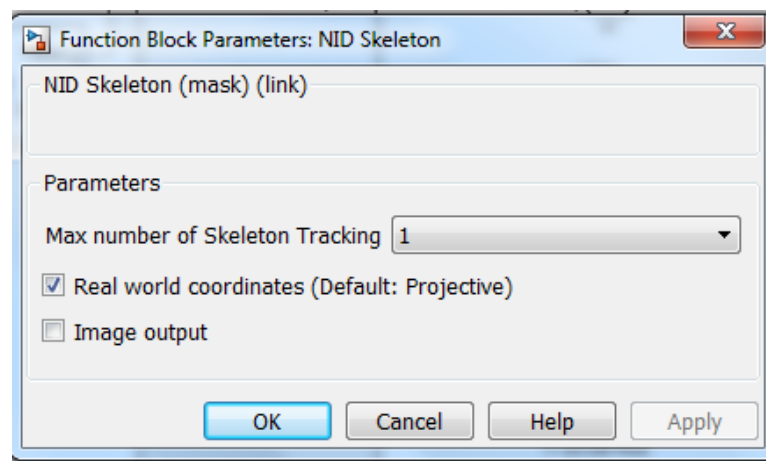 Function Block Parameters: NID Skeleton
NID Skeleton (mask) (link)
Parameters
Max number of Skeleton Tracking 1
Real world coordinates (Default: Projective)
Image output
OK Cancel Help Apply